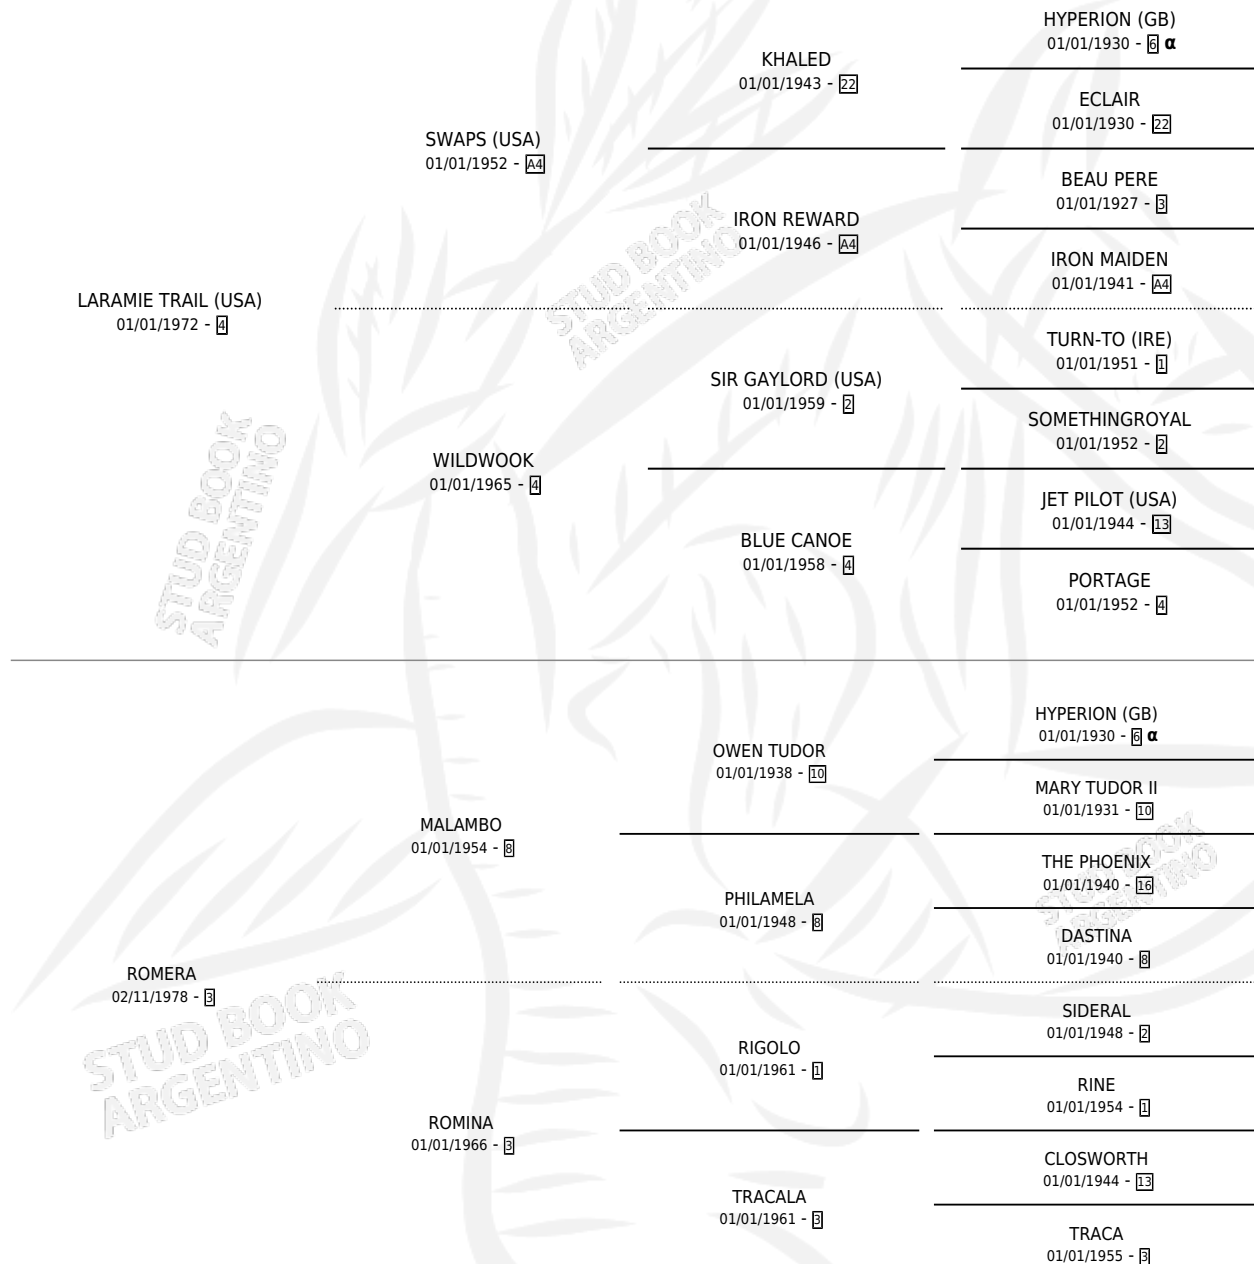 HYPERION (GB)
01/01/1930 - 6 α
KHALED
01/01/1943 - 22
ECLAIR
01/01/1930 - 22
SWAPS (USA)
01/01/1952 - A4
BEAU PERE
01/01/1927 - 3
IRON REWARD
01/01/1946 - A4
IRON MAIDEN
01/01/1941 - A4
LARAMIE TRAIL (USA)
01/01/1972 - 4
STUD BOOK
ARGENTINO
TURN-TO (IRE)
01/01/1951 - 1
SIR GAYLORD (USA)
01/01/1959 - 2
SOMETHINGROYAL
01/01/1952 - 2
WILDWOOK
01/01/1965 - 4
JET PILOT (USA)
01/01/1944 - 13
BLUE CANOE
01/01/1958 - 4
PORTAGE
01/01/1952 - 4
STUD BOOK
ARGENTINO
HYPERION (GB)
01/01/1930 - 6 α
OWEN TUDOR
01/01/1938 - 10
MARY TUDOR II
01/01/1931 - 10
MALAMBO
01/01/1954 - 8
THE PHOENIX
01/01/1940 - 16
PHILAMELA
01/01/1948 - 8
DASTINA
01/01/1940 - 8
STUD BOOK
ARGENTINO
ROMERA
02/11/1978 - 3
SIDERAL
01/01/1948 - 2
RIGOLO
01/01/1961 - 1
RINE
01/01/1954 - 1
ROMINA
01/01/1966 - 3
CLOSWORTH
01/01/1944 - 13
TRACALA
01/01/1961 - 3
TRACA
01/01/1955 - 3
STUD BOOK
ARGENTINO